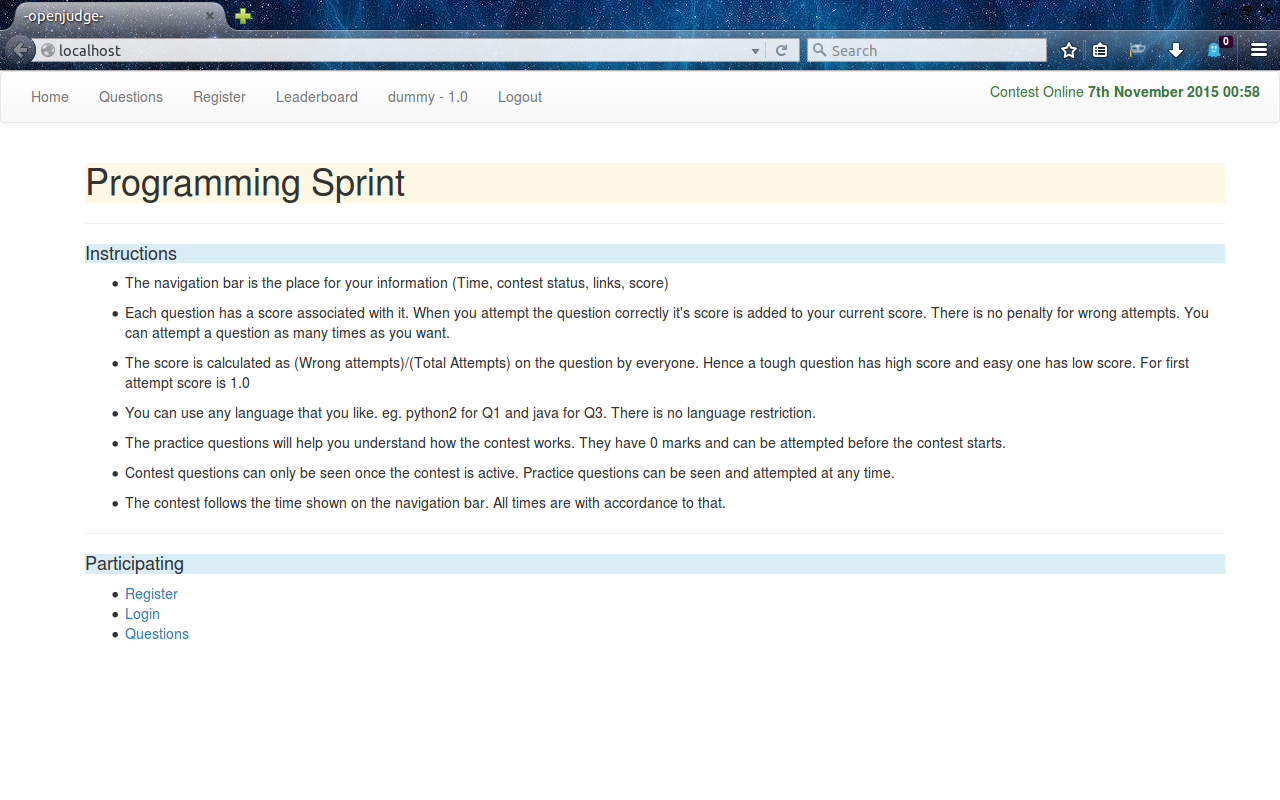 -openjudge-
localhost
Search
0
Home Questions Register Leaderboard dummy - 1.0 Logout Contest Online 7th November 2015 00:58
Programming Sprint
Instructions
The navigation bar is the place for your information (Time, contest status, links, score)
Each question has a score associated with it. When you attempt the question correctly it's score is added to your current score. There is no penalty for wrong attempts. You
can attempt a question as many times as you want.
The score is calculated as (Wrong attempts)/(Total Attempts) on the question by everyone. Hence a tough question has high score and easy one has low score. For first
attempt score is 1.0
You can use any language that you like. eg. python2 for Q1 and java for Q3. There is no language restriction.
The practice questions will help you understand how the contest works. They have 0 marks and can be attempted before the contest starts.
Contest questions can only be seen once the contest is active. Practice questions can be seen and attempted at any time.
The contest follows the time shown on the navigation bar. All times are with accordance to that.
Participating
Register
Login
Questions